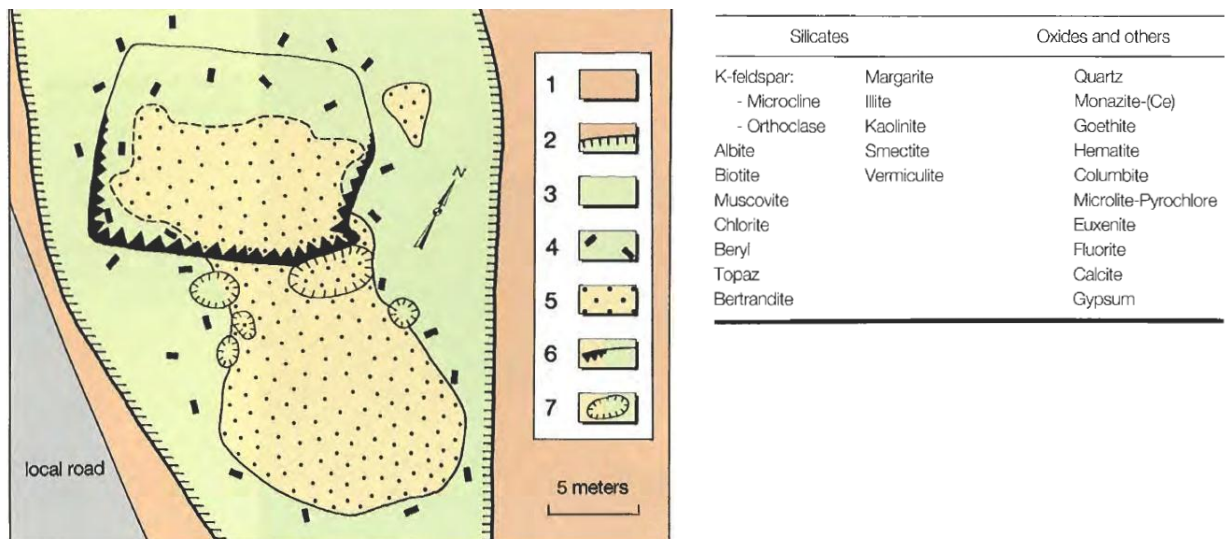 N
1
2
3
4
5
6
7
local road
5 meters
Silicates Oxides and others
K-feldspar: Margarite Quartz
- Microcline Illite Monazite-(Ce)
- Orthoclase Kaolinite Goethite
Albite Smectite Hematite
Biotite Vermiculite Columbite
Muscovite Microlite-Pyrochlore
Chlorite Euxenite
Beryl Fluorite
Topaz Calcite
Bertrandite Gypsum